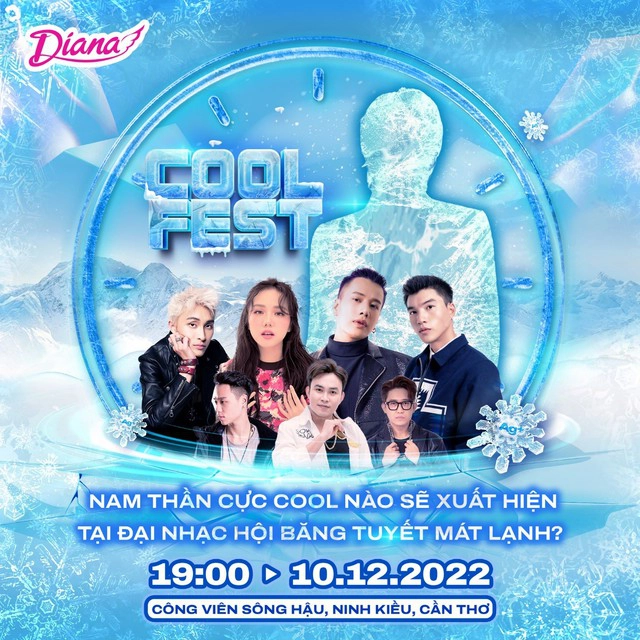 Diana
COOL
FEST
Ag+
NAM THẦN CỰC COOL NÀO SẼ XUẤT HIỆN
TẠI ĐẠI NHẠC HỘI BĂNG TUYẾT MÁT LẠNH?
19:00 ▶ 10.12.2022
CÔNG VIÊN SÔNG HẬU, NINH KIỀU, CẦN THƠ